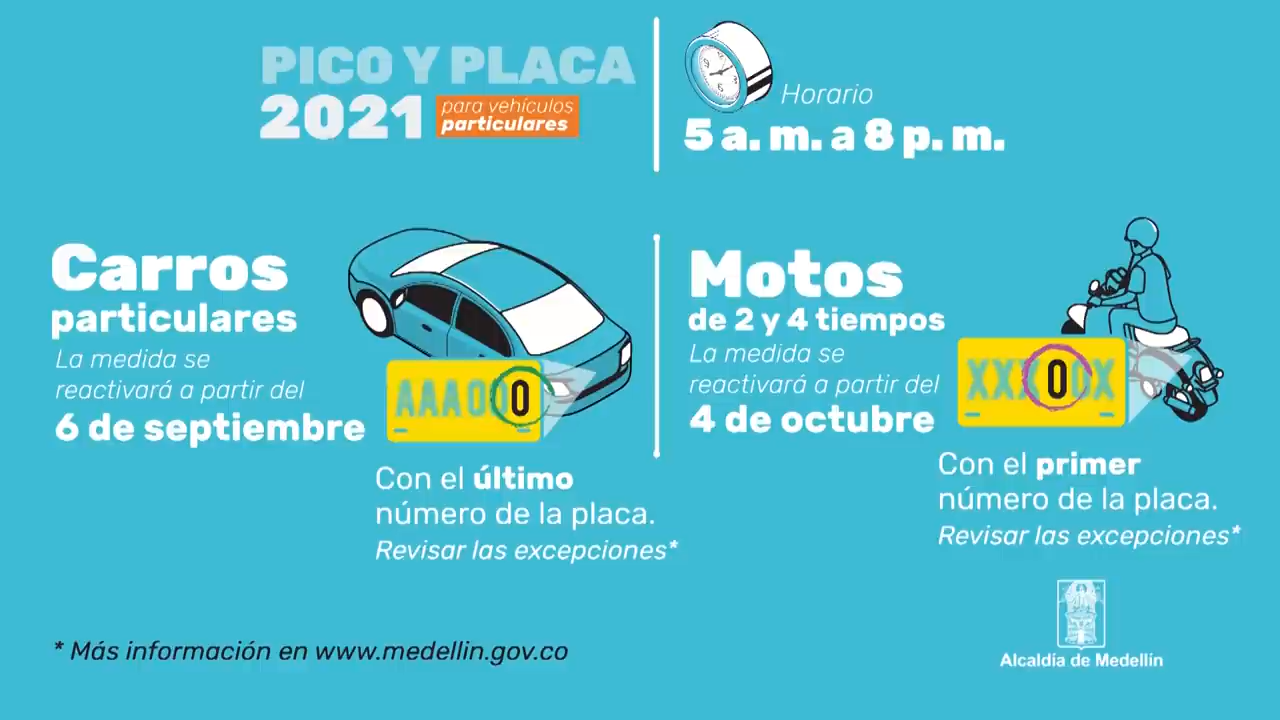 PICO Y PLACA
2021 para vehículos
particulares
Horario
5 a. m. a 8 p. m.
Carros
particulares
La medida se
reactivará a partir del
6 de septiembre
AAA000
Con el último
número de la placa.
Revisar las excepciones*
Motos
de 2 y 4 tiempos
La medida se
reactivará a partir del
4 de octubre
XXX00X
Con el primer
número de la placa.
Revisar las excepciones*
* Más información en www.medellin.gov.co
Alcaldía de Medellín